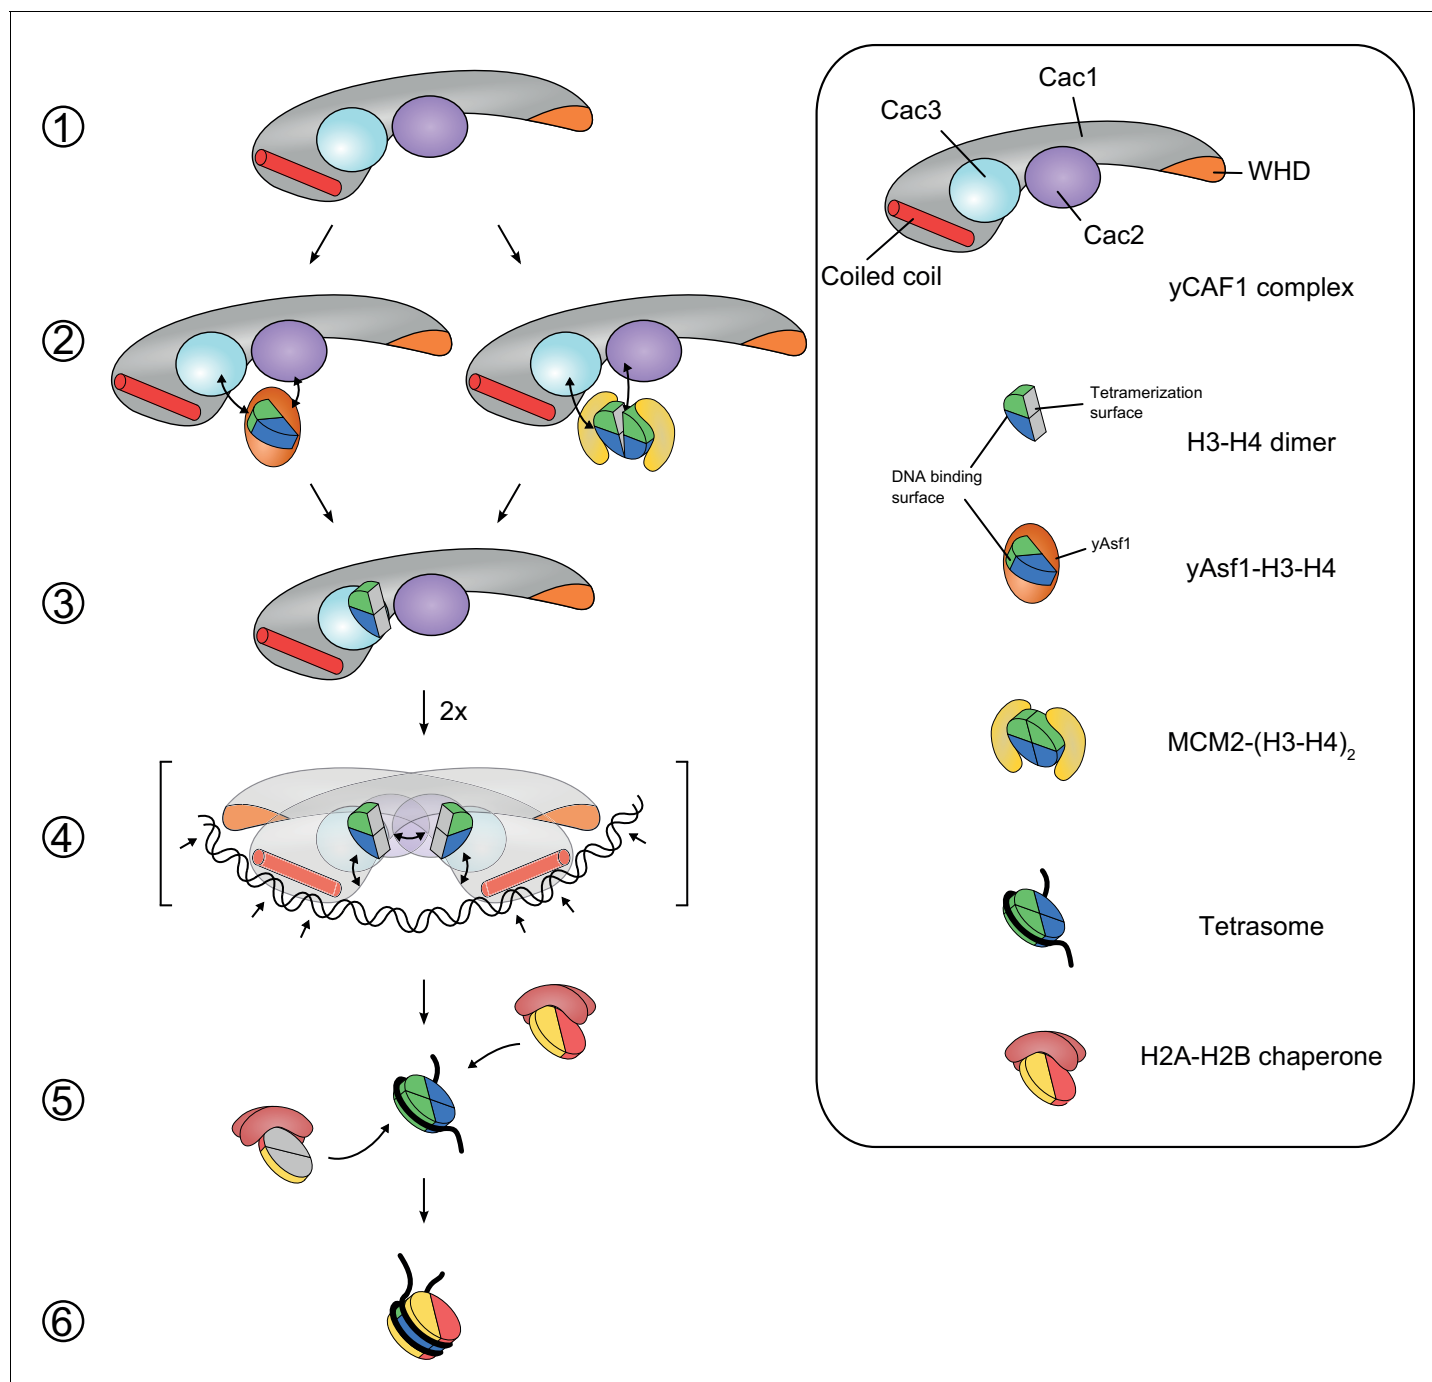 ①
②
③
2x
④
⑤
⑥
Cac1
Cac3
WHD
Cac2
Coiled coil
yCAF1 complex
Tetramerization
surface
H3-H4 dimer
DNA binding
surface
yAsf1
yAsf1-H3-H4
MCM2-(H3-H4)₂
Tetrasome
H2A-H2B chaperone